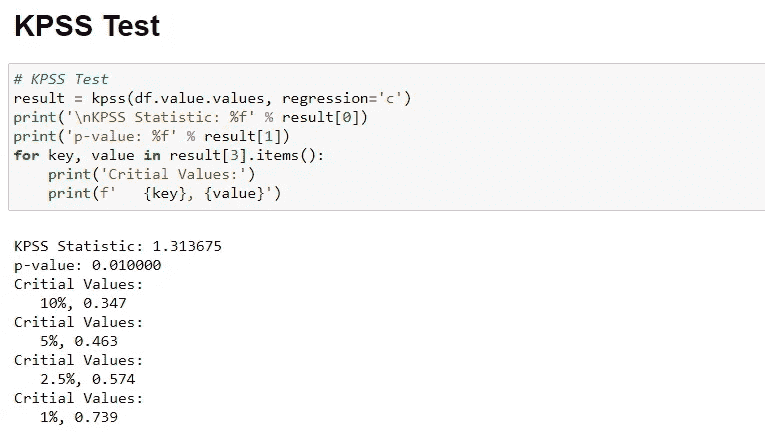 KPSS Test
# KPSS Test
result = kpss(df.value.values, regression='c')
print('\nKPSS Statistic: %f' % result[0])
print('p-value: %f' % result[1])
for key, value in result[3].items():
    print('Critial Values:')
    print(f'   {key}, {value}')
KPSS Statistic: 1.313675
p-value: 0.010000
Critial Values:
   10%, 0.347
Critial Values:
   5%, 0.463
Critial Values:
   2.5%, 0.574
Critial Values:
   1%, 0.739